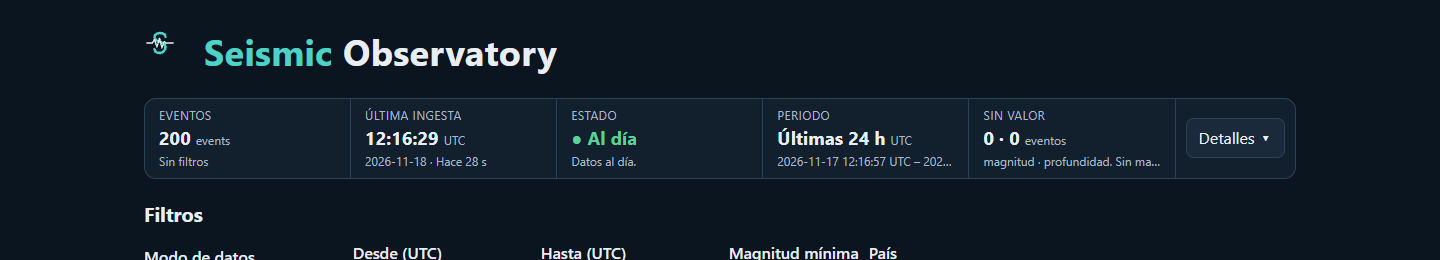 Seismic Observatory
EVENTOS
200 events
Sin filtros
ÚLTIMA INGESTA
12:16:29 UTC
2026-11-18 · Hace 28 s
ESTADO
● Al día
Datos al día.
PERIODO
Últimas 24 h UTC
2026-11-17 12:16:57 UTC – 202...
SIN VALOR
0 · 0 eventos
magnitud · profundidad. Sin ma...
Detalles ▼
Filtros
Modo de datos
Desde (UTC)
Hasta (UTC)
Magnitud mínima
País